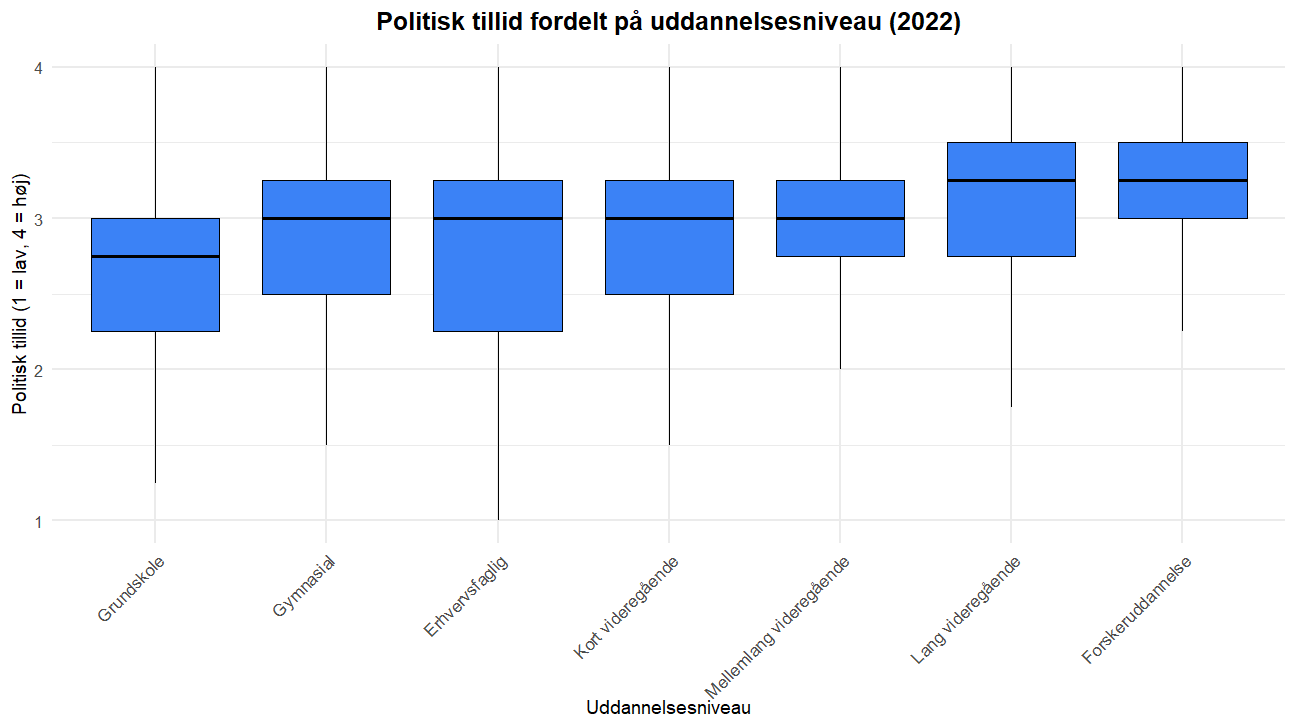 Politisk tillid fordelt på uddannelsesniveau (2022)
Politisk tillid (1 = lav, 4 = høj)
4
3
2
1
Grundskole
Gymnasial
Erhvervsfaglig
Kort videregående
Mellemlang videregående
Lang videregående
Forskeruddannelse
Uddannelsesniveau